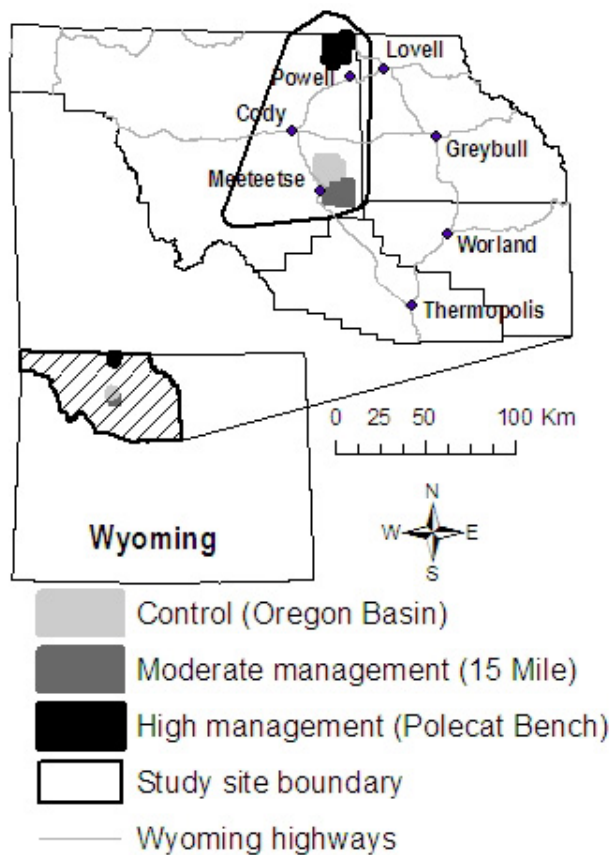 Lovell
Powell
Cody
Greybull
Meeteetse
Worland
Thermopolis
0 25 50 100 Km
Wyoming
N
W E
S
Control (Oregon Basin)
Moderate management (15 Mile)
High management (Polecat Bench)
Study site boundary
Wyoming highways